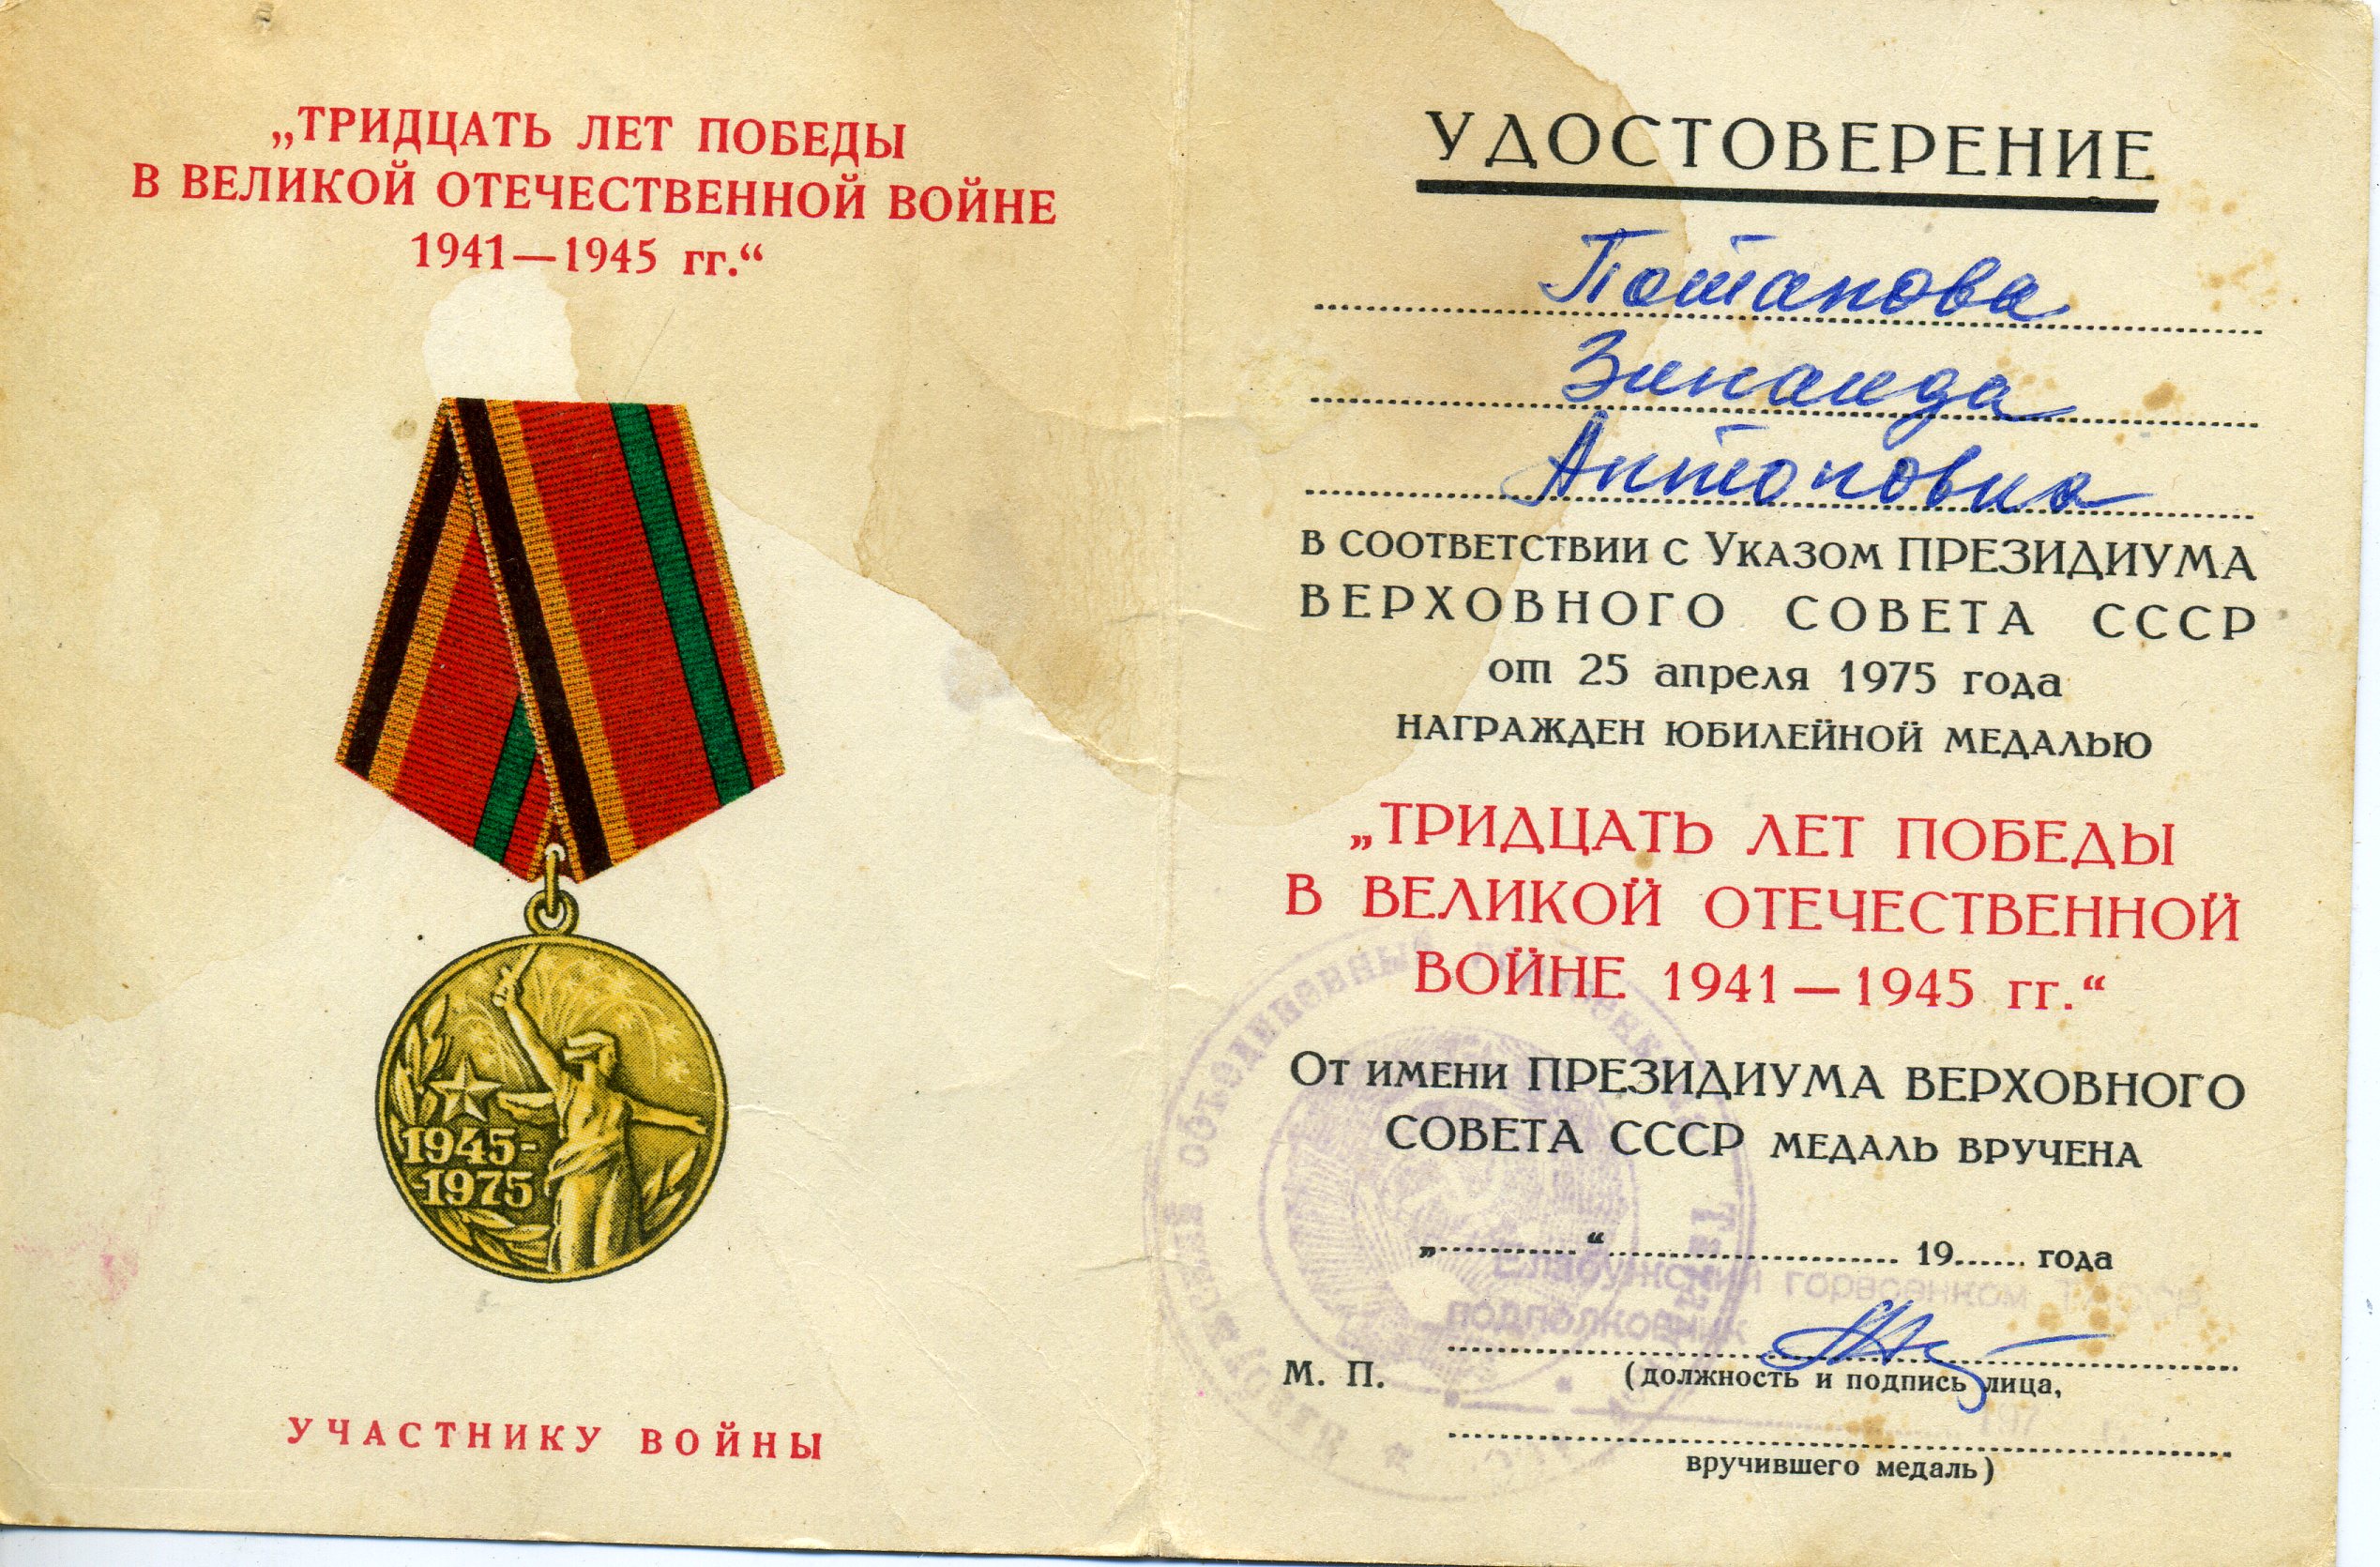 „ТРИДЦАТЬ ЛЕТ ПОБЕДЫ
В ВЕЛИКОЙ ОТЕЧЕСТВЕННОЙ ВОЙНЕ
1941—1945 гг.“
1945-
-1975
УЧАСТНИКУ ВОЙНЫ
УДОСТОВЕРЕНИЕ
Потапова
Зинаида
Антоновна
В СООТВЕТСТВИИ С УКАЗОМ ПРЕЗИДИУМА
ВЕРХОВНОГО СОВЕТА СССР
от 25 апреля 1975 года
НАГРАЖДЕН ЮБИЛЕЙНОЙ МЕДАЛЬЮ
„ТРИДЦАТЬ ЛЕТ ПОБЕДЫ
В ВЕЛИКОЙ ОТЕЧЕСТВЕННОЙ
ВОЙНЕ 1941—1945 гг.“
ОТ ИМЕНИ ПРЕЗИДИУМА ВЕРХОВНОГО
СОВЕТА СССР МЕДАЛЬ ВРУЧЕНА
„............“........................ 19...... года
Елабужский горвоенком
подполковник
М. П.
(должность и подпись лица,
вручившего медаль)